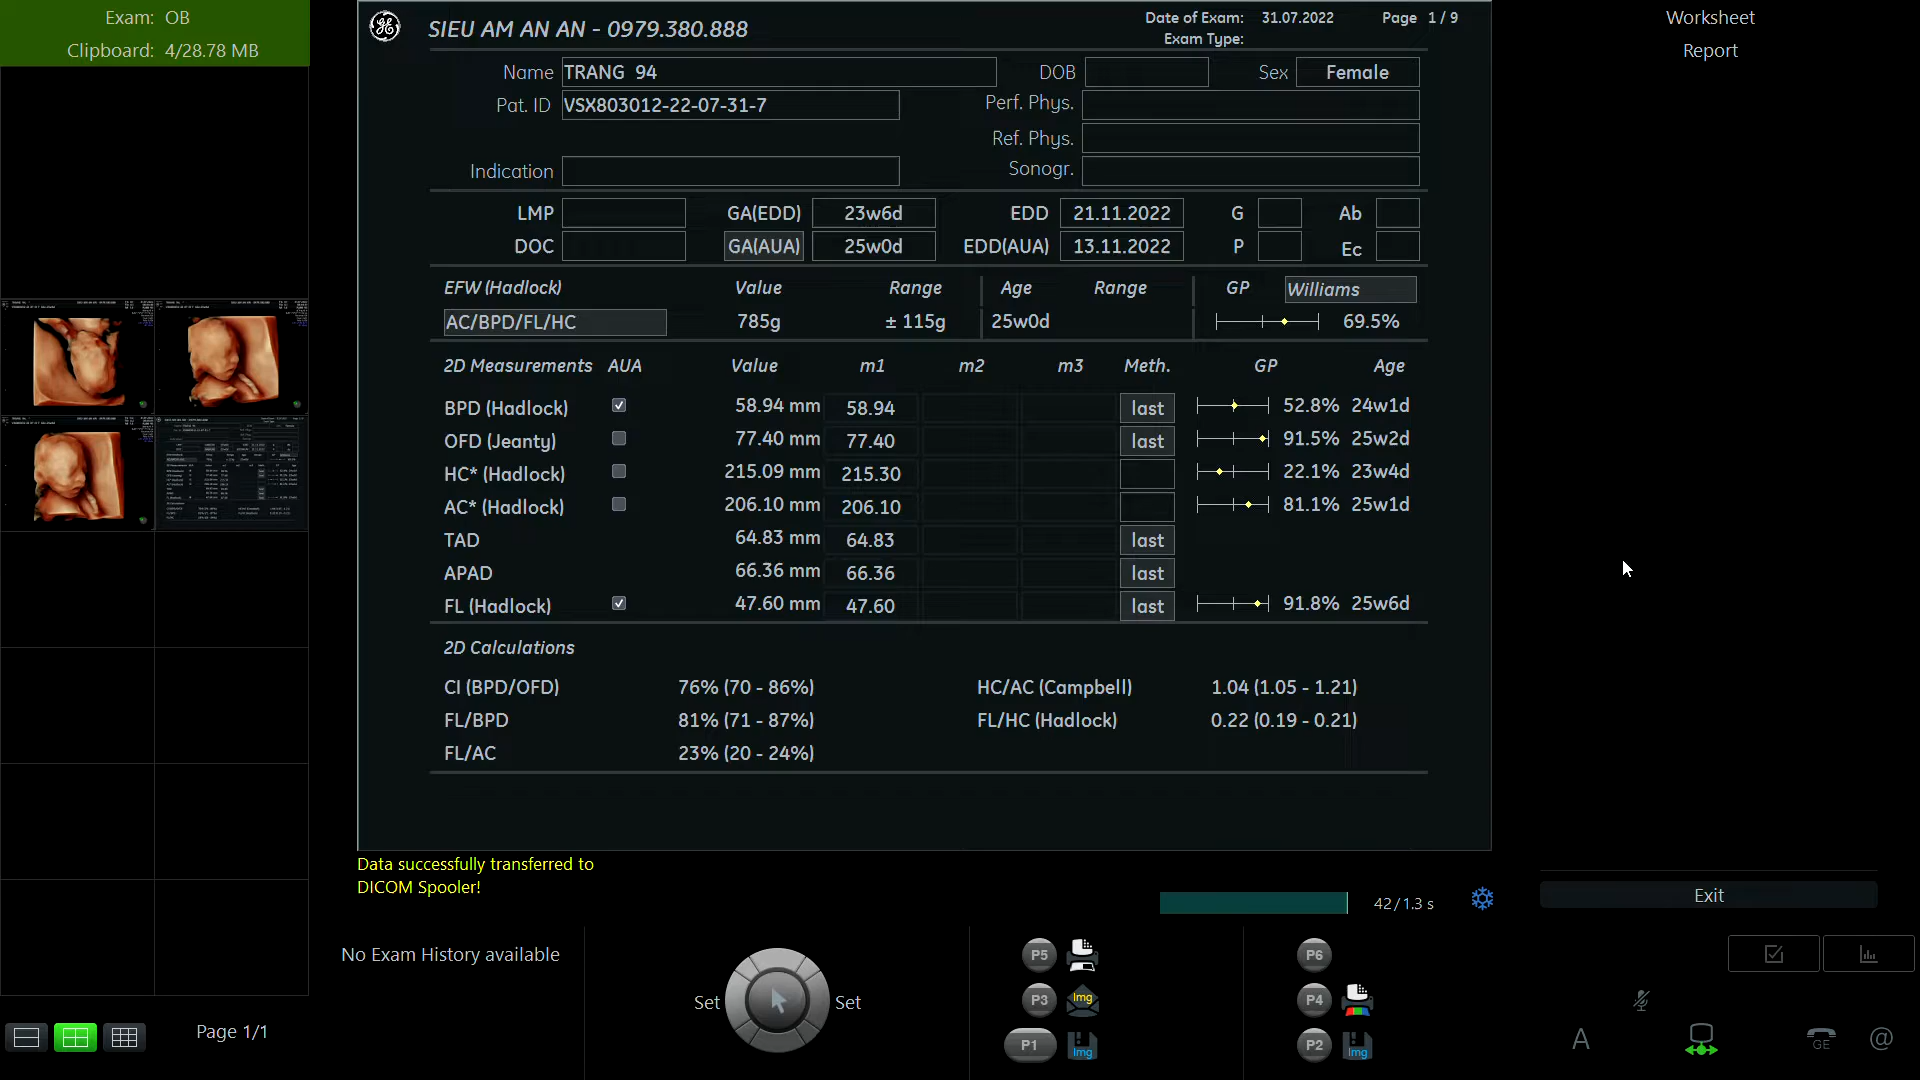 Exam: OB
Clipboard: 4/28.78 MB
SIEU AM AN AN - 0979.380.888
Date of Exam: 31.07.2022 Page 1 / 9
Exam Type:
Name TRANG 94 DOB Sex Female
Pat. ID VSX803012-22-07-31-7 Perf. Phys.
Ref. Phys.
Indication Sonogr.
LMP GA(EDD) 23w6d EDD 21.11.2022 G Ab
DOC GA(AUA) 25w0d EDD(AUA) 13.11.2022 P Ec
EFW (Hadlock) Value Range Age Range GP Williams
AC/BPD/FL/HC 785g ± 115g 25w0d 69.5%
2D Measurements AUA Value m1 m2 m3 Meth. GP Age
BPD (Hadlock) 58.94 mm 58.94 last 52.8% 24w1d
OFD (Jeanty) 77.40 mm 77.40 last 91.5% 25w2d
HC* (Hadlock) 215.09 mm 215.30 22.1% 23w4d
AC* (Hadlock) 206.10 mm 206.10 81.1% 25w1d
TAD 64.83 mm 64.83 last
APAD 66.36 mm 66.36 last
FL (Hadlock) 47.60 mm 47.60 last 91.8% 25w6d
2D Calculations
CI (BPD/OFD) 76% (70 - 86%) HC/AC (Campbell) 1.04 (1.05 - 1.21)
FL/BPD 81% (71 - 87%) FL/HC (Hadlock) 0.22 (0.19 - 0.21)
FL/AC 23% (20 - 24%)
Worksheet
Report
Data successfully transferred to
DICOM Spooler!
42/1.3 s
Exit
No Exam History available
Set Set
P5
P3 Img
P1 Img
P6
P4
P2 Img
A GE @
Page 1/1